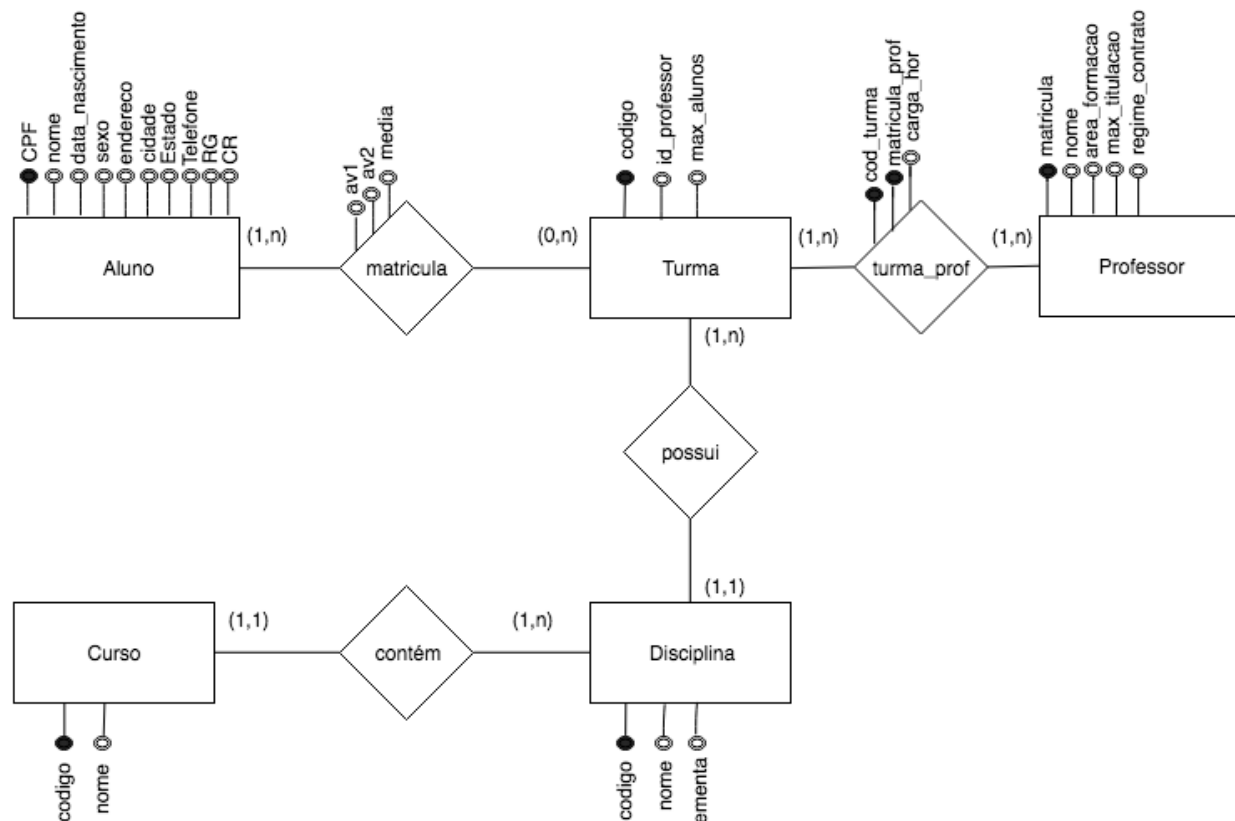 CPF
nome
data_nascimento
sexo
endereco
cidade
Estado
Telefone
RG
CR
av1
av2
media
codigo
id_professor
max_alunos
cod_turma
matricula_prof
carga_hor
matricula
nome
area_formacao
max_titulacao
regime_contrato
Aluno
(1,n)
matricula
(0,n)
Turma
(1,n)
turma_prof
(1,n)
Professor
(1,n)
possui
(1,1)
Curso
(1,1)
contém
(1,n)
Disciplina
codigo
nome
codigo
nome
ementa